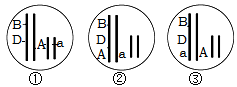 B B B
D A a D D
A a a A
① ② ③